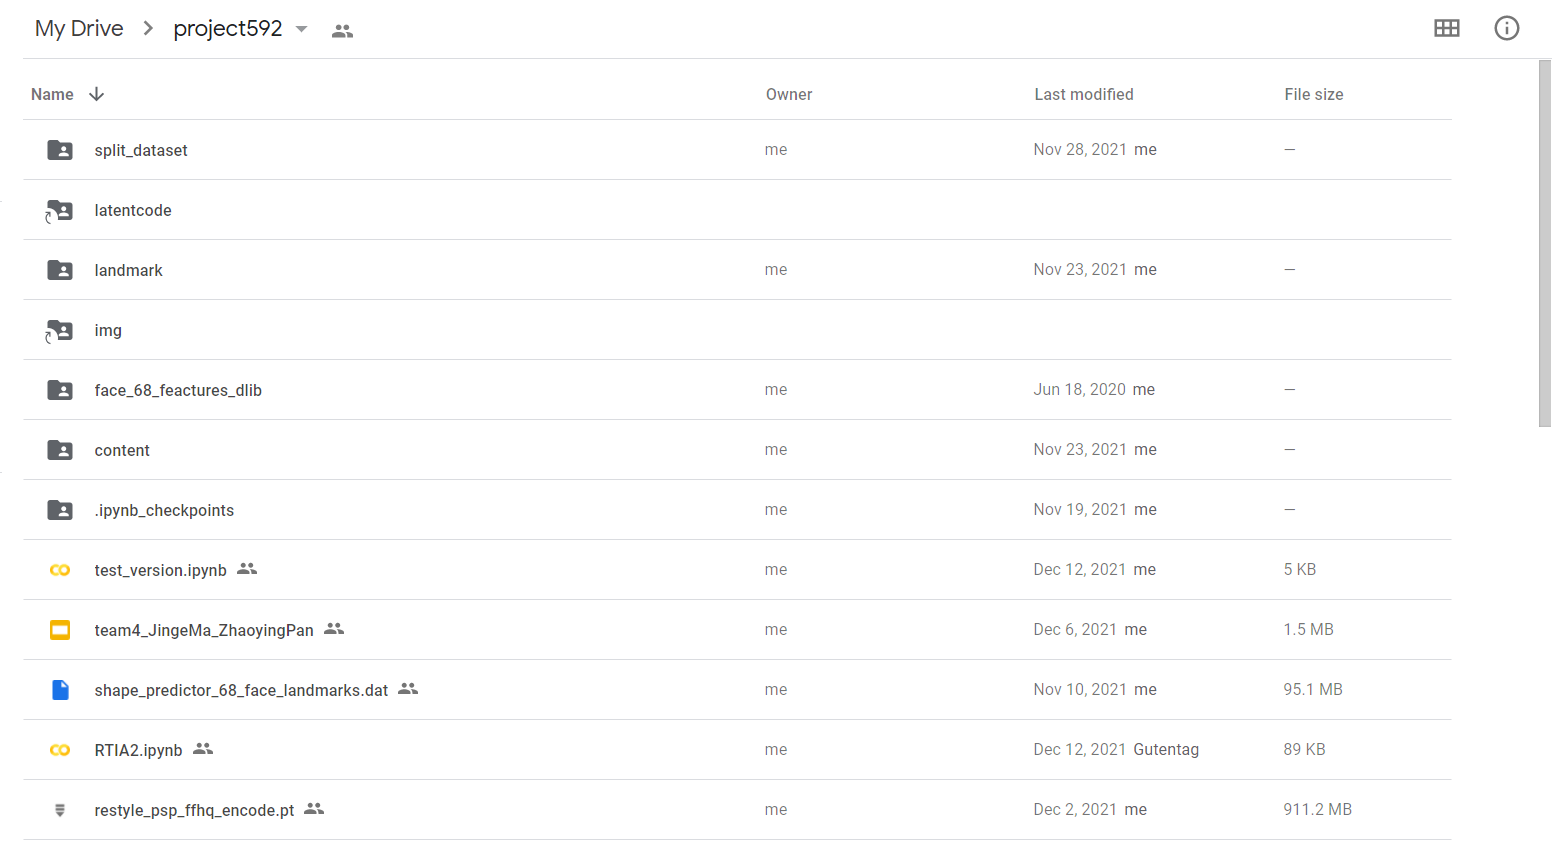 My Drive > project592
Name Owner Last modified File size
split_dataset me Nov 28, 2021 me —
latentcode
landmark me Nov 23, 2021 me —
img
face_68_feactures_dlib me Jun 18, 2020 me —
content me Nov 23, 2021 me —
.ipynb_checkpoints me Nov 19, 2021 me —
test_version.ipynb me Dec 12, 2021 me 5 KB
team4_JingeMa_ZhaoyingPan me Dec 6, 2021 me 1.5 MB
shape_predictor_68_face_landmarks.dat me Nov 10, 2021 me 95.1 MB
RTIA2.ipynb me Dec 12, 2021 Gutentag 89 KB
restyle_psp_ffhq_encode.pt me Dec 2, 2021 me 911.2 MB